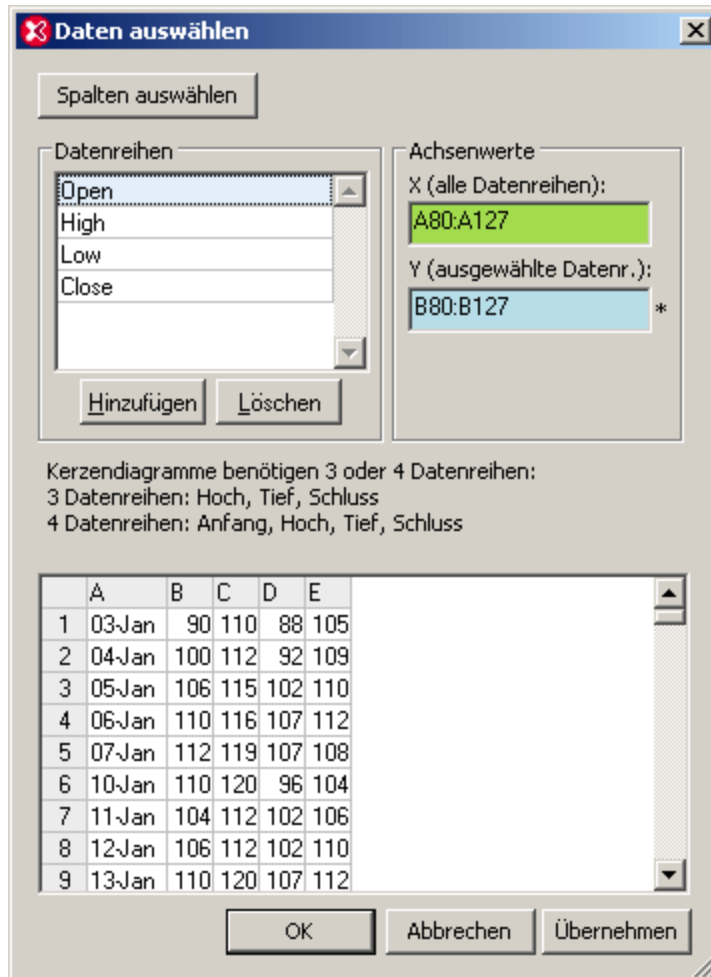 Daten auswählen
Spalten auswählen
Datenreihen
Open
High
Low
Close
Hinzufügen Löschen
Achsenwerte
X (alle Datenreihen):
A80:A127
Y (ausgewählte Datenr.):
B80:B127 *
Kerzendiagramme benötigen 3 oder 4 Datenreihen:
3 Datenreihen: Hoch, Tief, Schluss
4 Datenreihen: Anfang, Hoch, Tief, Schluss
A B C D E
1 03-Jan 90 110 88 105
2 04-Jan 100 112 92 109
3 05-Jan 106 115 102 110
4 06-Jan 110 116 107 112
5 07-Jan 112 119 107 108
6 10-Jan 110 120 96 104
7 11-Jan 104 112 102 106
8 12-Jan 106 112 102 110
9 13-Jan 110 120 107 112
OK Abbrechen Übernehmen